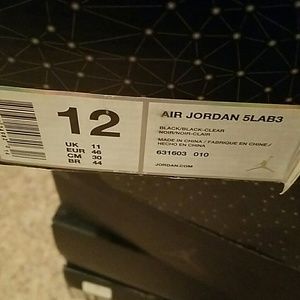 12
UK 11
EUR 46
CM 30
BR 44
AIR JORDAN 5LAB3
BLACK/BLACK-CLEAR
NOIR/NOIR-CLAIR
MADE IN CHINA / FABRIQUE EN CHINE /
HECHO EN CHINA
631603 010
JORDAN.COM